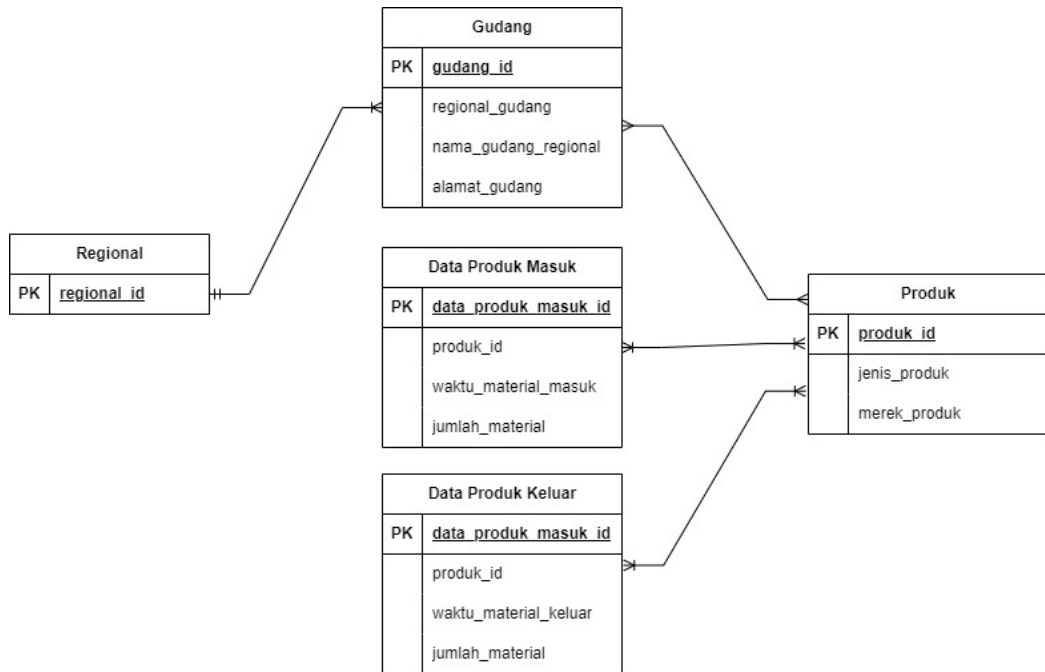 Gudang
PK gudang_id
regional_gudang
nama_gudang_regional
alamat_gudang
Regional
PK regional_id
Data Produk Masuk
PK data_produk_masuk_id
produk_id
waktu_material_masuk
jumlah_material
Produk
PK produk_id
jenis_produk
merek_produk
Data Produk Keluar
PK data_produk_masuk_id
produk_id
waktu_material_keluar
jumlah_material